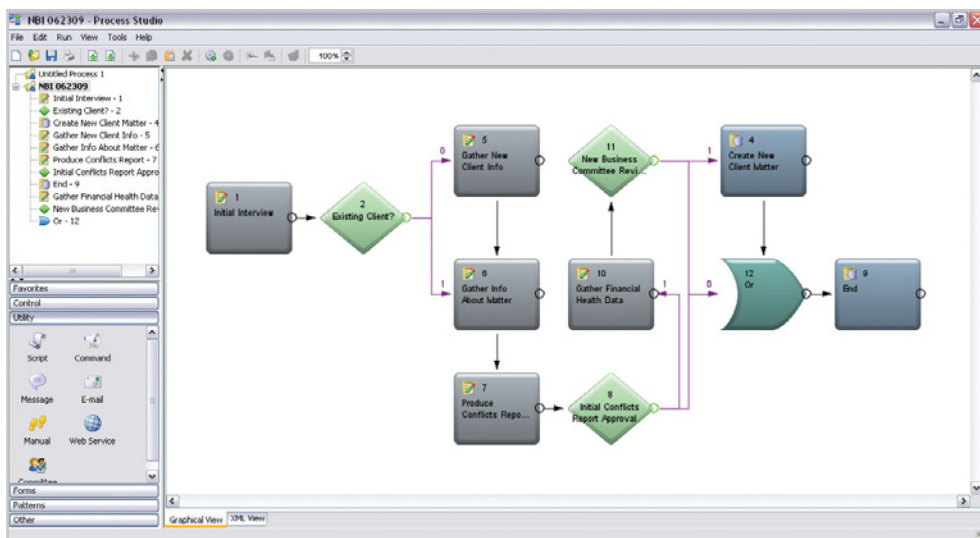 NBI 062309 - Process Studio
File Edit Run View Tools Help
100%
Untitled Process 1
NBI 062309
Initial Interview - 1
Existing Client? - 2
Create New Client Matter - 4
Gather New Client Info - 5
Gather Info About Matter - 6
Produce Conflicts Report - 7
Initial Conflicts Report Appro
End - 9
Gather Financial Health Data
New Business Committee Rev
Or - 12
Favorites
Control
Utility
Script Command
Message E-mail
Manual Web Service
Committee
Forms
Patterns
Other
1
Initial Interview
2
Existing Client?
0
1
5
Gather New
Client Info
6
Gather Info
About Matter
7
Produce
Conflicts Repo...
11
New Business
Committee Revi...
10
Gather Financial
Health Data
8
Initial Conflicts
Report Approval
1
1
0
4
Create New
Client Matter
12
Or
9
End
Graphical View XML View